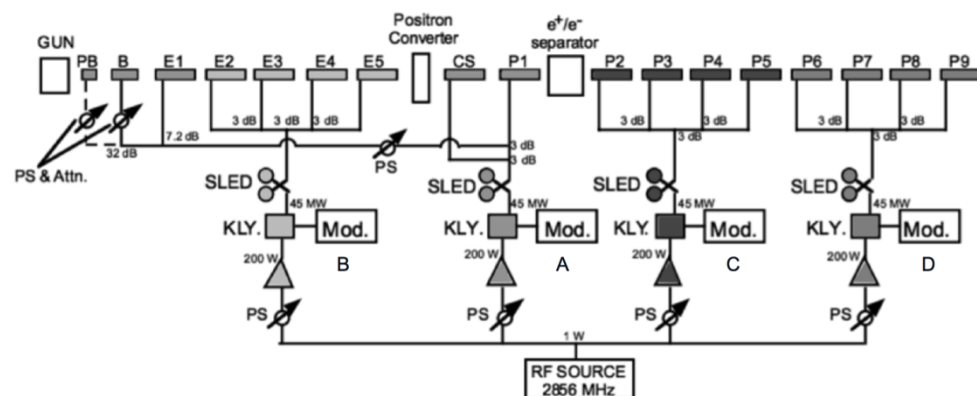 GUN
PB
B
E1
E2
E3
E4
E5
Positron
Converter
CS
P1
e⁺/e⁻
separator
P2
P3
P4
P5
P6
P7
P8
P9
3 dB
3 dB
3 dB
3 dB
3 dB
3 dB
3 dB
3 dB
3 dB
7.2 dB
32 dB
3 dB
3 dB
PS & Attn.
PS
SLED
SLED
SLED
SLED
45 MW
45 MW
45 MW
45 MW
KLY.
Mod.
KLY.
Mod.
KLY.
Mod.
KLY.
Mod.
200 W
B
200 W
A
200 W
C
200 W
D
PS
PS
PS
PS
1 W
RF SOURCE
2856 MHz